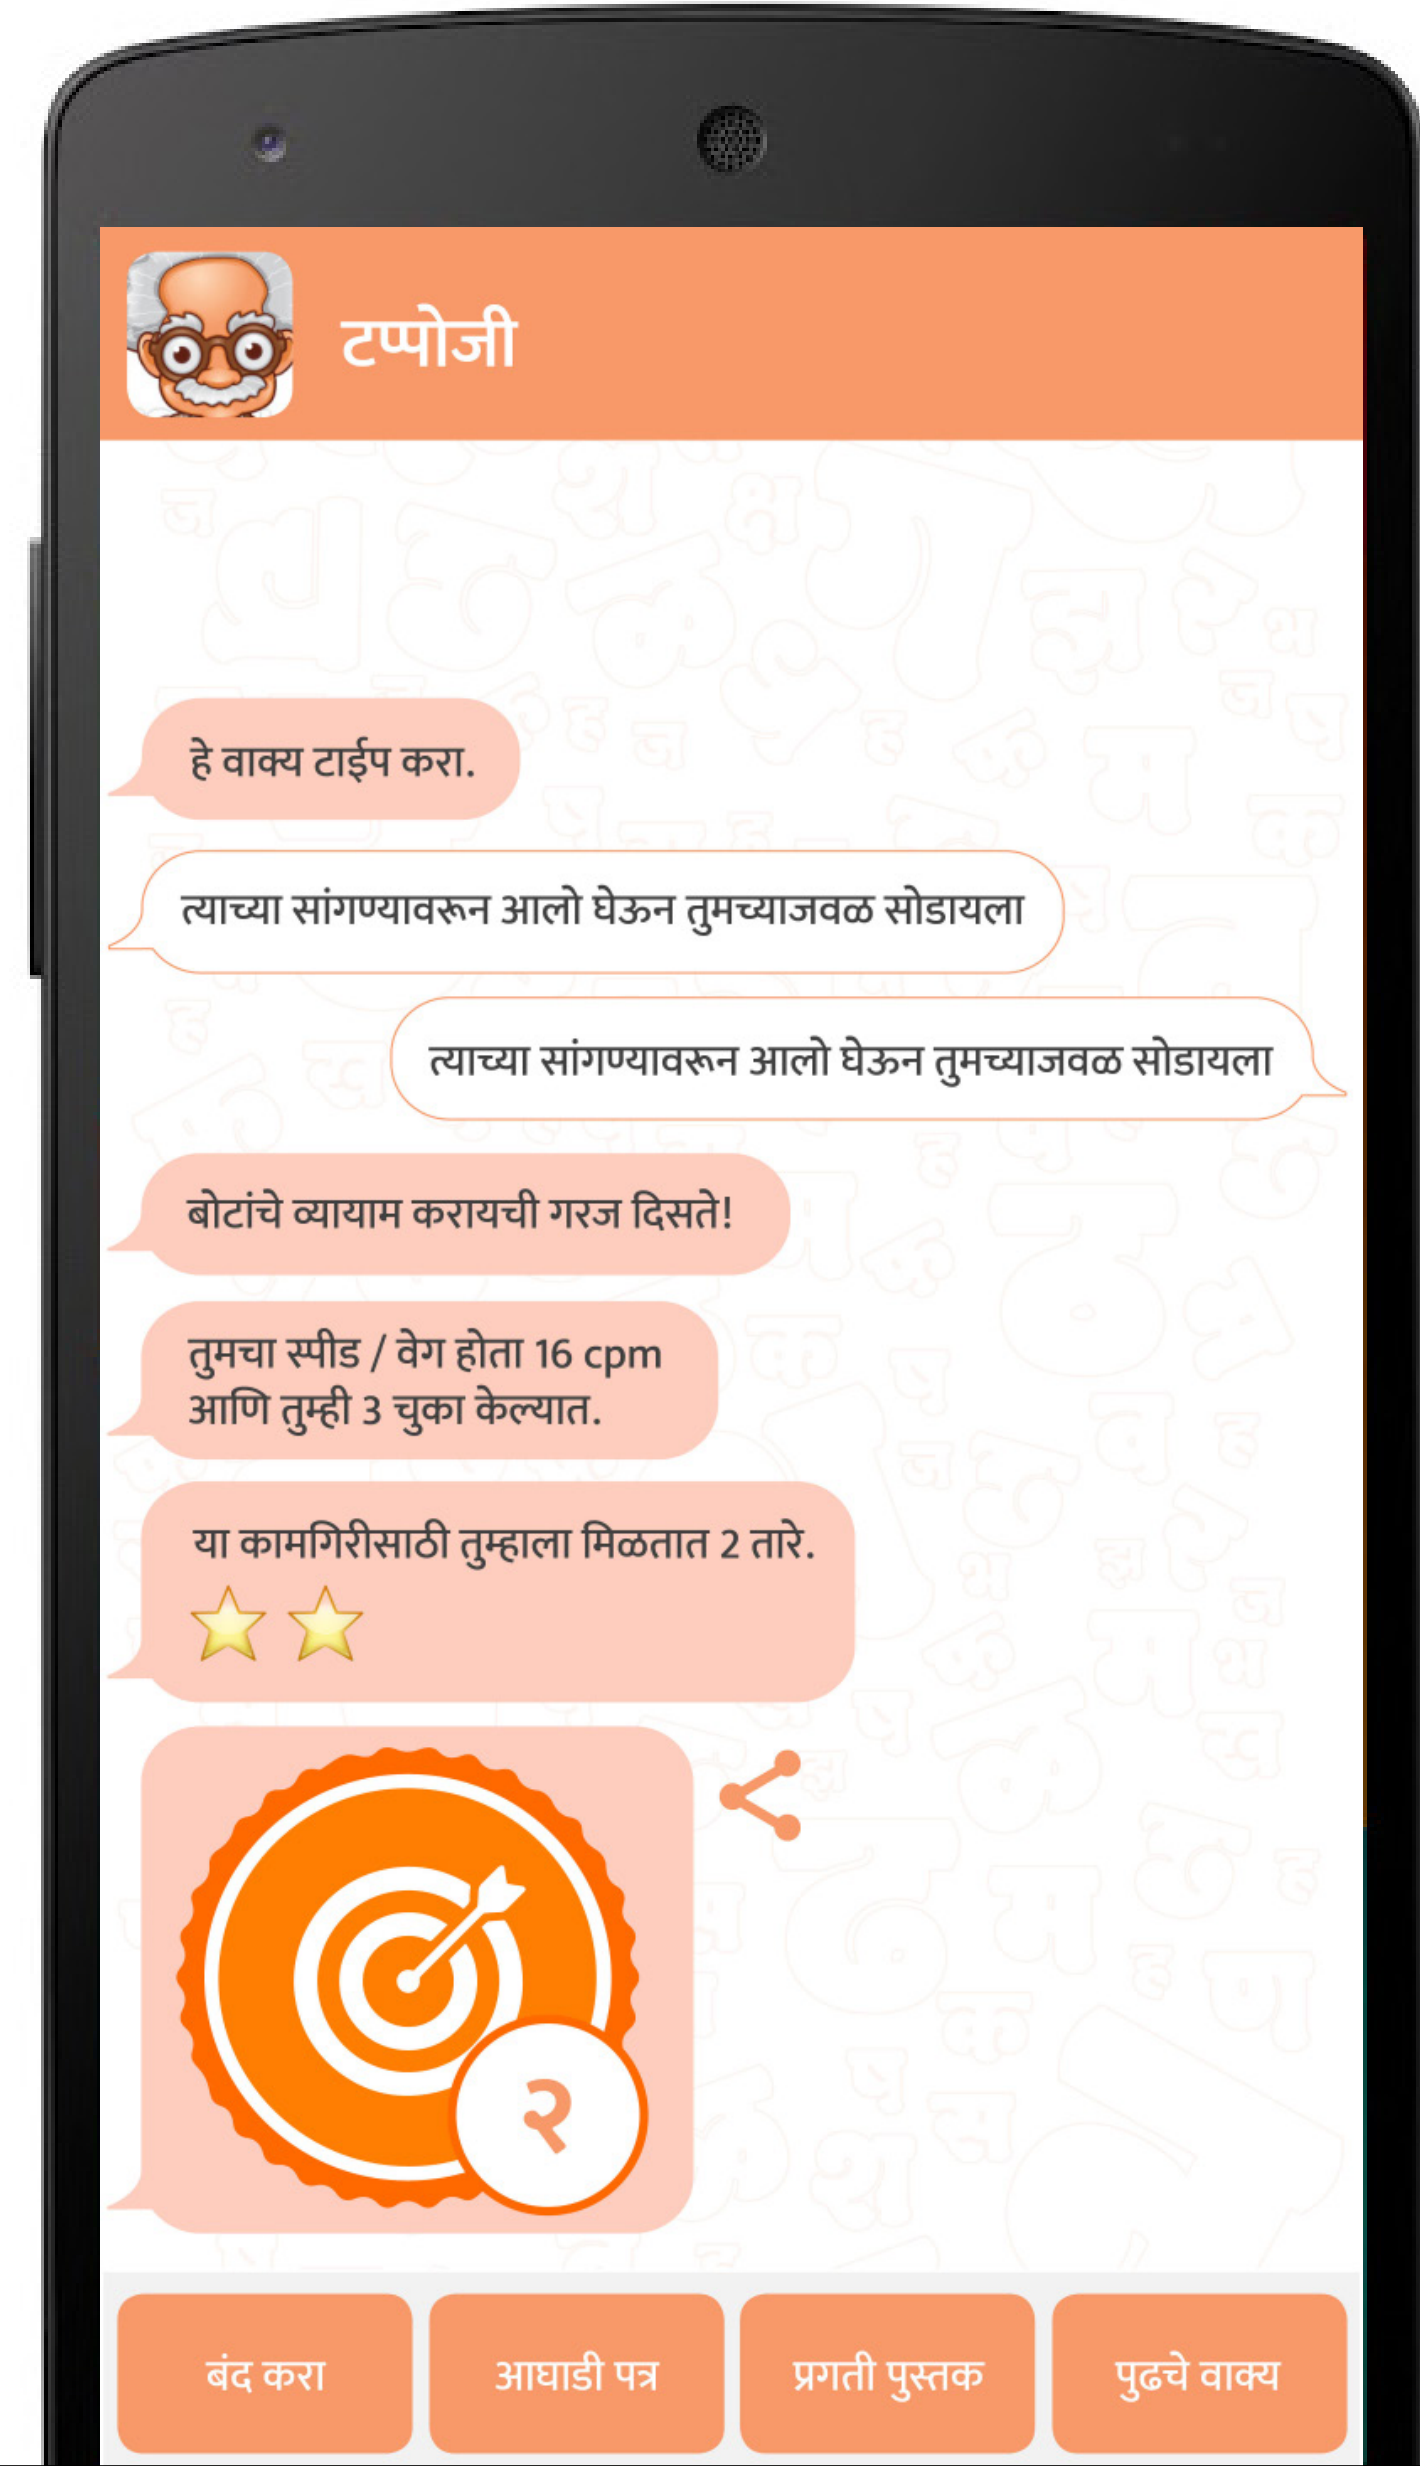 टप्पोजी
हे वाक्य टाईप करा.
त्याच्या सांगण्यावरून आलो घेऊन तुमच्याजवळ सोडायला
त्याच्या सांगण्यावरून आलो घेऊन तुमच्याजवळ सोडायला
बोटांचे व्यायाम करायची गरज दिसते!
तुमचा स्पीड / वेग होता 16 cpm
आणि तुम्ही 3 चुका केल्यात.
या कामगिरीसाठी तुम्हाला मिळतात 2 तारे.
२
बंद करा
आघाडी पत्र
प्रगती पुस्तक
पुढचे वाक्य